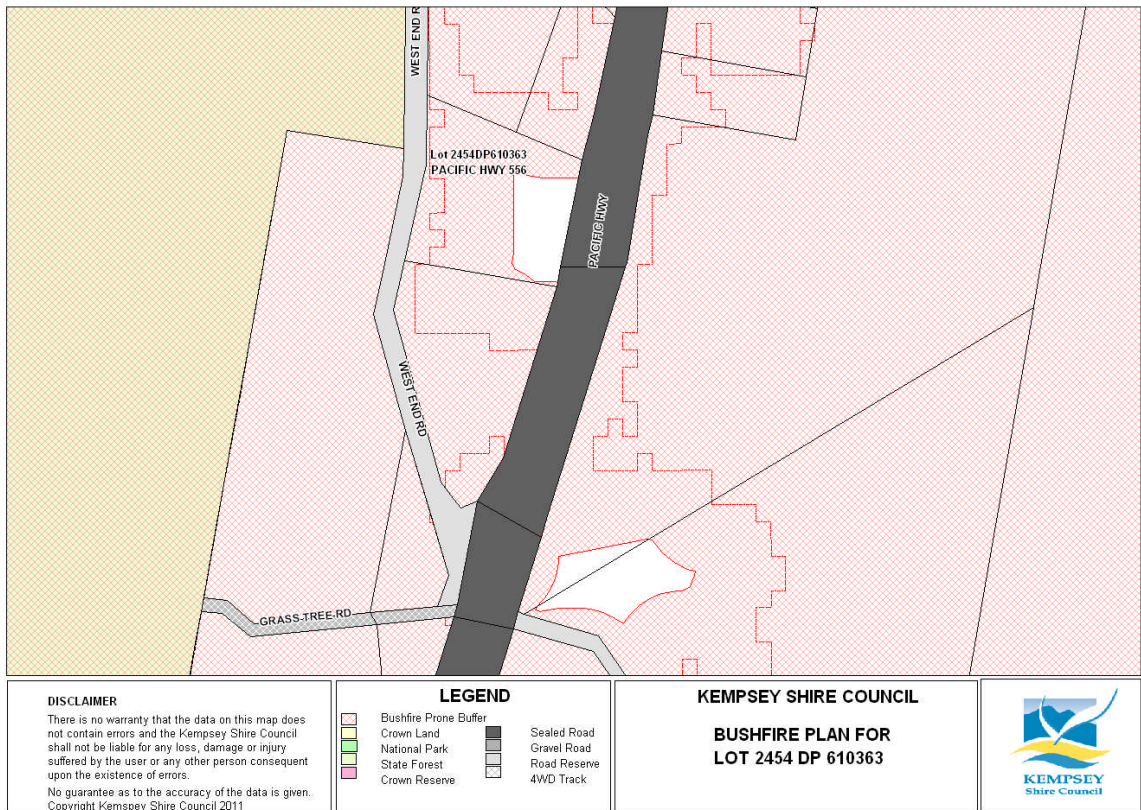 WEST END R
Lot 2454DP610363
PACIFIC HWY 556
PACIFIC HWY
WEST END RD
GRASS TREE RD
DISCLAIMER
There is no warranty that the data on this map does
not contain errors and the Kempsey Shire Council
shall not be liable for any loss, damage or injury
suffered by the user or any other person consequent
upon the existence of errors.
No guarantee as to the accuracy of the data is given.
Copyright Kempsey Shire Council 2011
LEGEND
Bushfire Prone Buffer
Crown Land
National Park
State Forest
Crown Reserve
Sealed Road
Gravel Road
Road Reserve
4WD Track
KEMPSEY SHIRE COUNCIL
BUSHFIRE PLAN FOR
LOT 2454 DP 610363
KEMPSEY
Shire Council